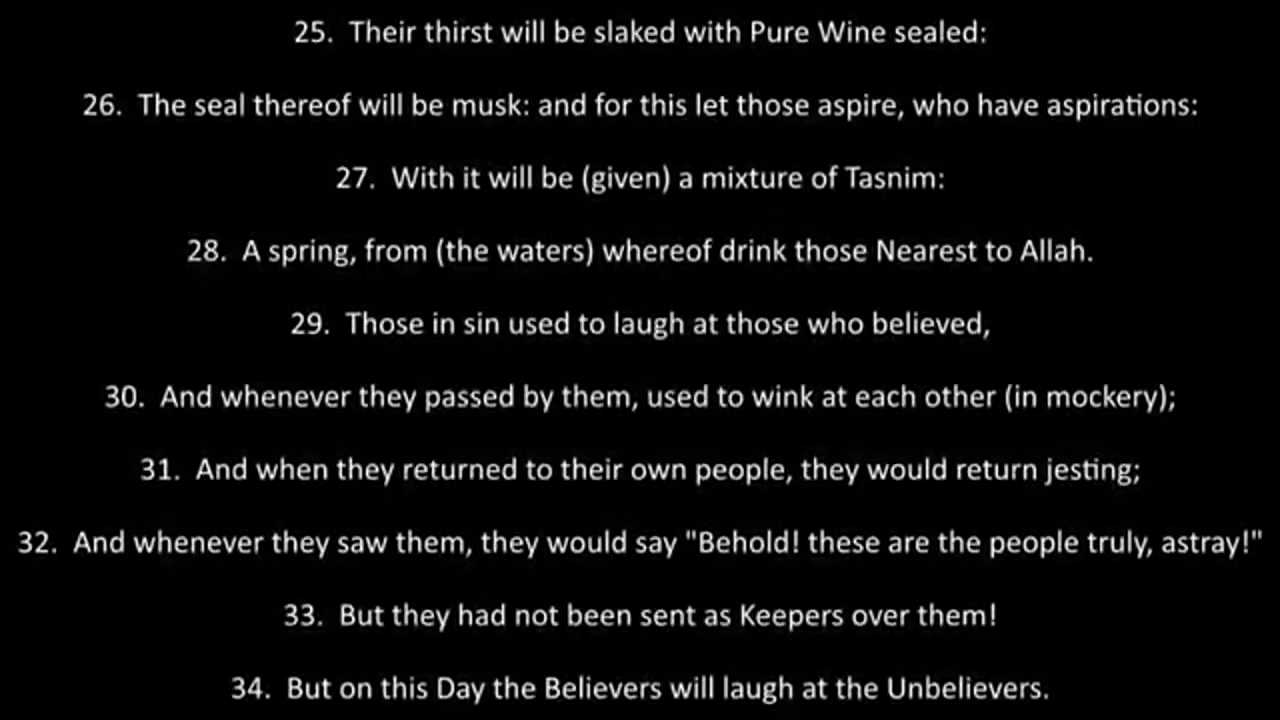 25. Their thirst will be slaked with Pure Wine sealed:
26. The seal thereof will be musk: and for this let those aspire, who have aspirations:
27. With it will be (given) a mixture of Tasnim:
28. A spring, from (the waters) whereof drink those Nearest to Allah.
29. Those in sin used to laugh at those who believed,
30. And whenever they passed by them, used to wink at each other (in mockery);
31. And when they returned to their own people, they would return jesting;
32. And whenever they saw them, they would say "Behold! these are the people truly, astray!"
33. But they had not been sent as Keepers over them!
34. But on this Day the Believers will laugh at the Unbelievers.